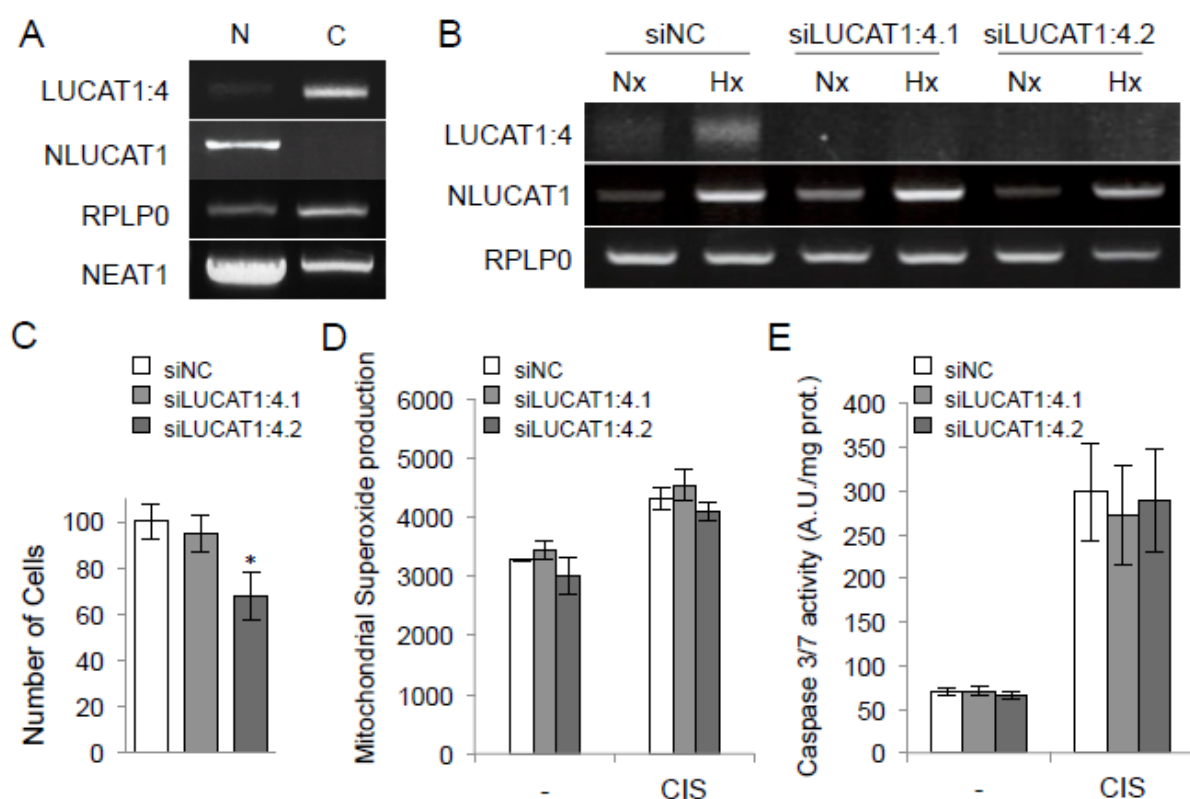 A
N C
LUCAT1:4
NLUCAT1
RPLP0
NEAT1
B
siNC siLUCAT1:4.1 siLUCAT1:4.2
Nx Hx Nx Hx Nx Hx
LUCAT1:4
NLUCAT1
RPLP0
C
siNC
siLUCAT1:4.1
siLUCAT1:4.2
Number of Cells
100
80
60
40
20
0
*
D
siNC
siLUCAT1:4.1
siLUCAT1:4.2
Mitochondrial Superoxide production
6000
5000
4000
3000
2000
1000
0
- CIS
E
siNC
siLUCAT1:4.1
siLUCAT1:4.2
Caspase 3/7 activity (A.U./mg prot.)
400
350
300
250
200
150
100
50
0
- CIS